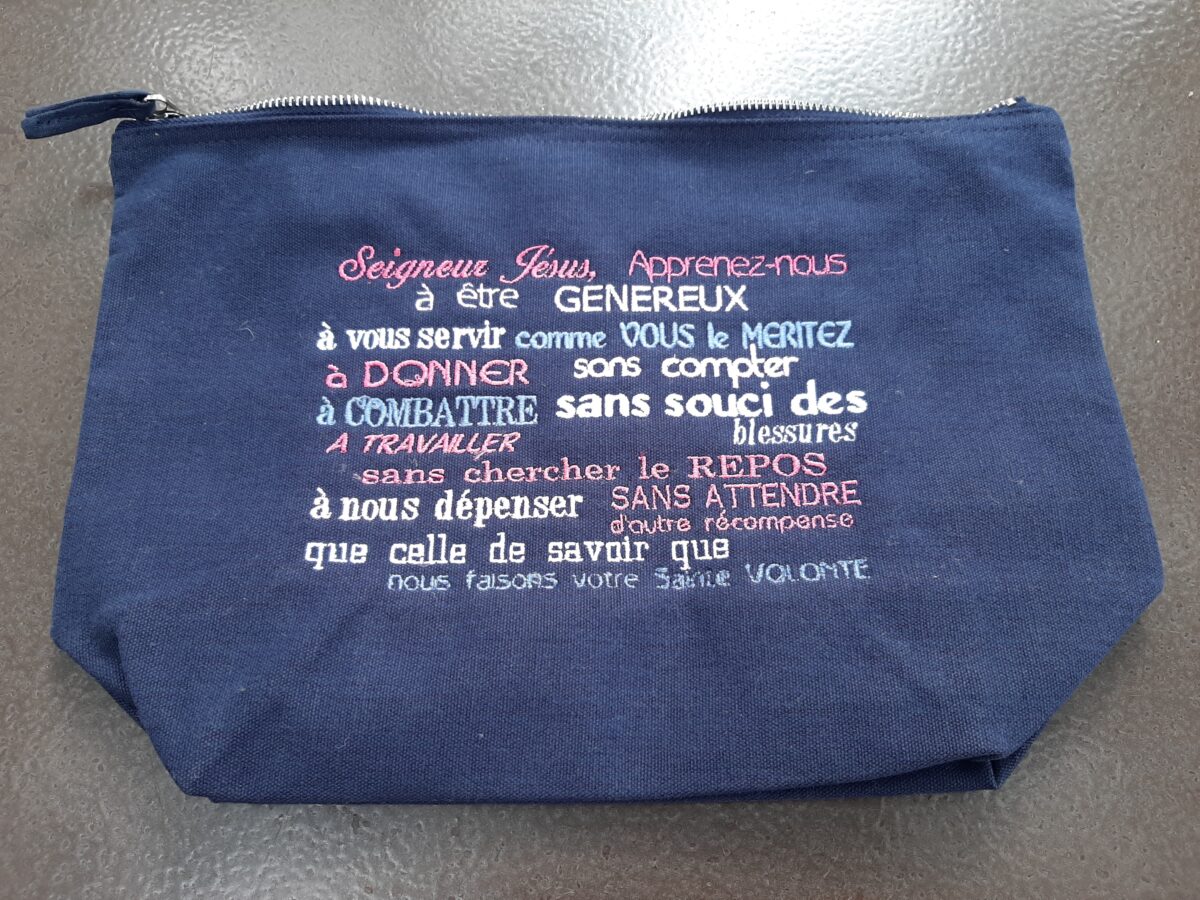 Seigneur Jésus, Apprenez-nous
à être GENEREUX
à vous servir comme VOUS le MERITEZ
à DONNER sans compter
à COMBATTRE sans souci des
blessures
A TRAVAILLER
sans chercher le REPOS
à nous dépenser SANS ATTENDRE
d'autre récompense
que celle de savoir que
nous faisons votre Sainte VOLONTE